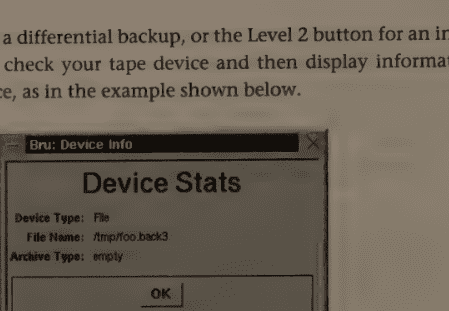 a differential backup, or the Level 2 button for an in
check your tape device and then display informa
ce, as in the example shown below.
Bru: Device Info
Device Stats
Device Type: File
File Name: /tmp/foo.back3
Archive Type: empty
OK